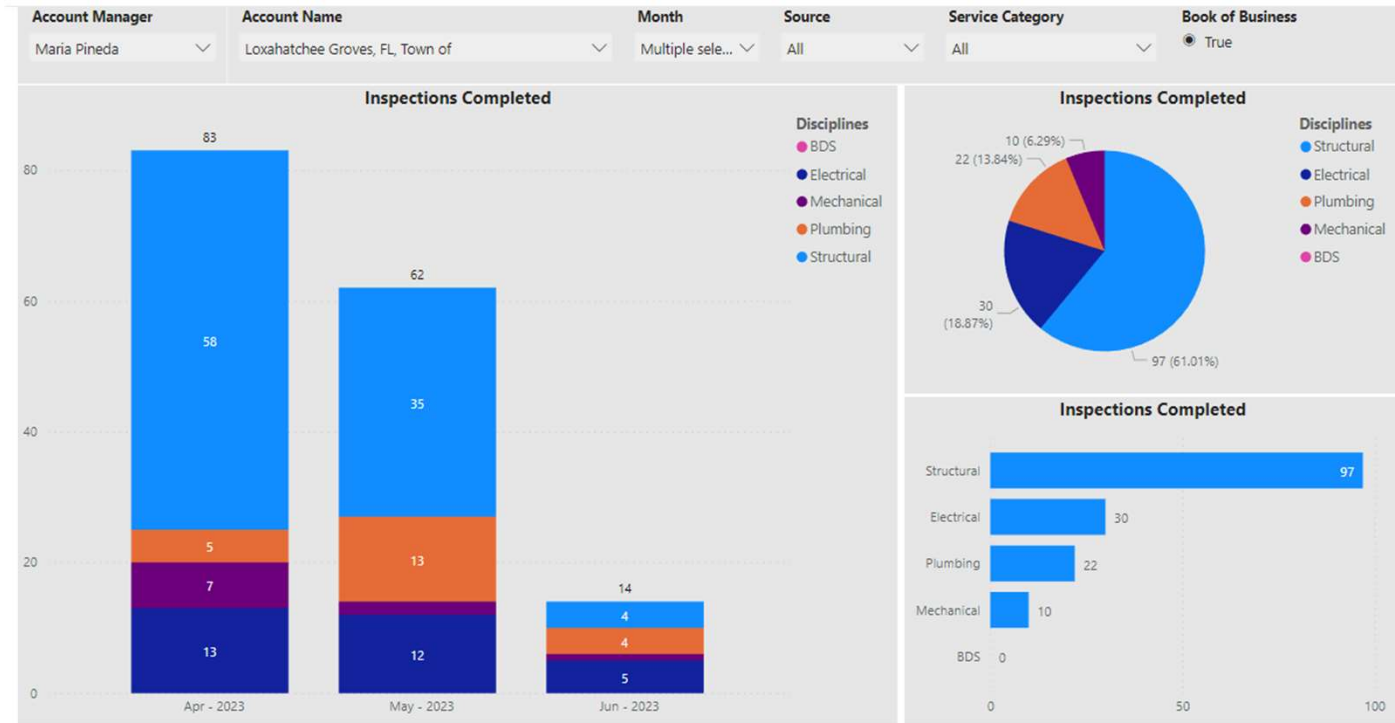 Account Manager
Maria Pineda
Account Name
Loxahatchee Groves, FL, Town of
Month
Multiple sele...
Source
All
Service Category
All
Book of Business
True
Inspections Completed
Disciplines
BDS
Electrical
Mechanical
Plumbing
Structural
83
62
14
80
60
40
20
0
58
5
7
13
35
13
12
4
4
5
Apr - 2023
May - 2023
Jun - 2023
Inspections Completed
Disciplines
Structural
Electrical
Plumbing
Mechanical
BDS
10 (6.29%)
22 (13.84%)
30
(18.87%)
97 (61.01%)
Inspections Completed
Structural
97
Electrical
30
Plumbing
22
Mechanical
10
BDS
0
0
50
100